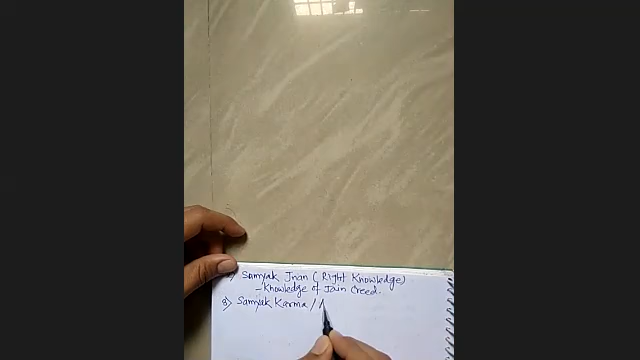 ) Samyak Jnan ( Right Knowledge)
- Knowledge of Jain Creed.
3) Samyak Karma /